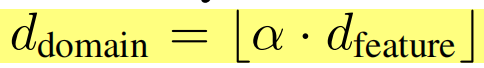 d_domain = ⌊α · d_feature⌋